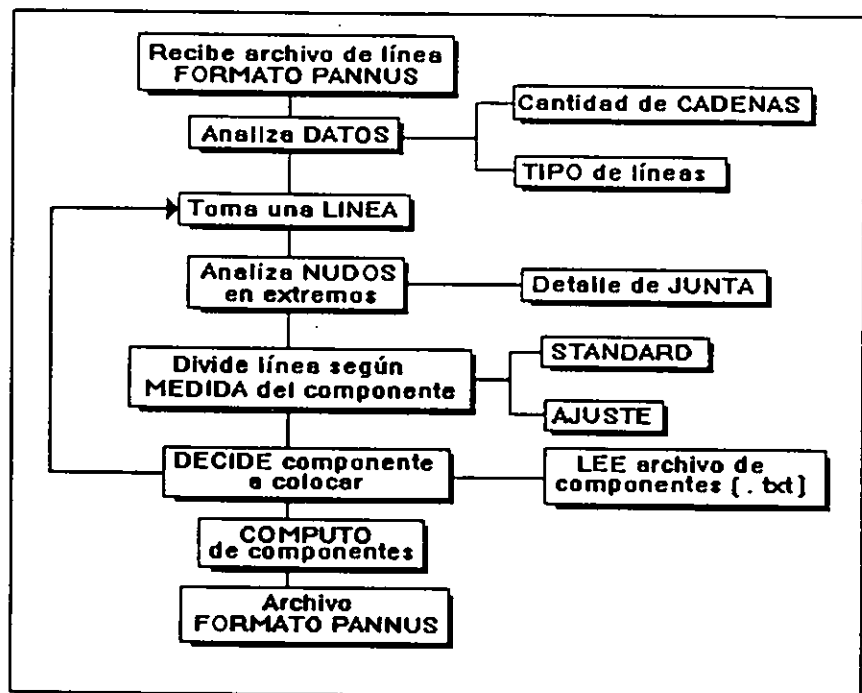 Recibe archivo de línea
FORMATO PANNUS
Analiza DATOS
Cantidad de CADENAS
TIPO de líneas
Toma una LINEA
Analiza NUDOS
en extremos
Detalle de JUNTA
Divide línea según
MEDIDA del componente
STANDARD
AJUSTE
DECIDE componente
a colocar
LEE archivo de
componentes [ . txt]
COMPUTO
de componentes
Archivo
FORMATO PANNUS